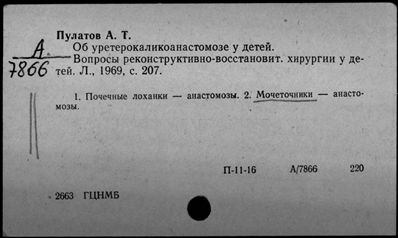 Пулатов А. Т.
А.
7866
Об уретерокаликоанастомозе у детей.
Вопросы реконструктивно-восстановит. хирургии у де-
тей. Л., 1969, с. 207.
1. Почечные лоханки — анастомозы. 2. Мочеточники — анасто-
мозы.
П-11-16 А/7866 220
2663 ГЦНМБ